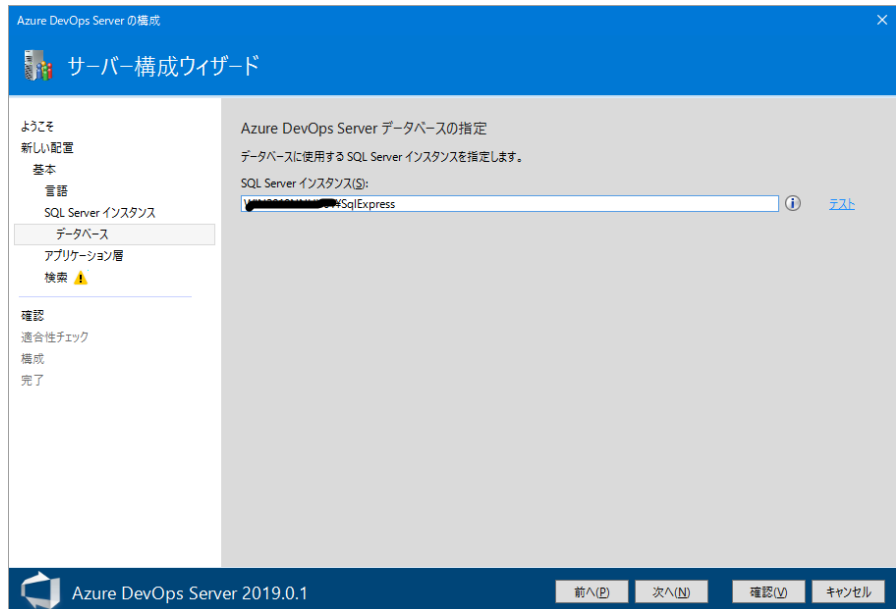 Azure DevOps Server の構成
サーバー構成ウィザード
ようこそ
新しい配置
基本
言語
SQL Server インスタンス
データベース
アプリケーション層
検索
確認
適合性チェック
構成
完了
Azure DevOps Server データベースの指定
データベースに使用する SQL Server インスタンスを指定します。
SQL Server インスタンス(S):
¥SqlExpress
テスト
Azure DevOps Server 2019.0.1
前へ(P)
次へ(N)
確認(V)
キャンセル